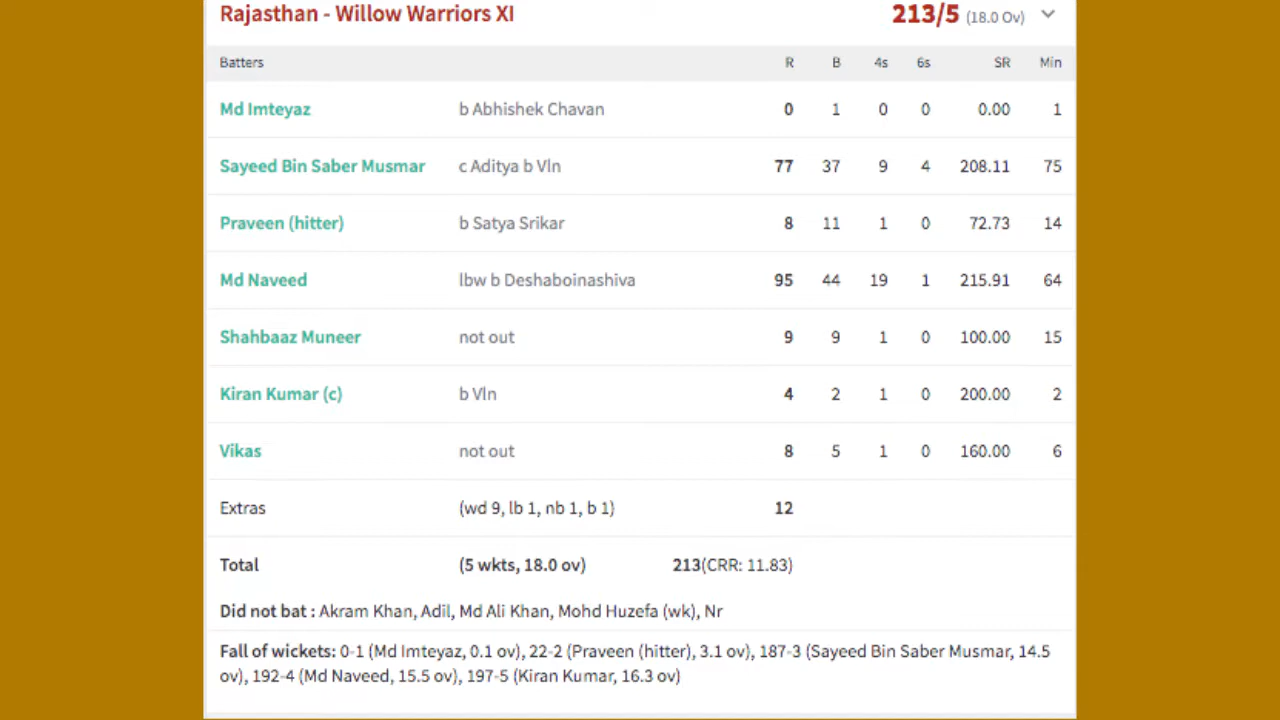 Rajasthan - Willow Warriors XI 213/5 (18.0 Ov)
Batters R B 4s 6s SR Min
Md Imteyaz b Abhishek Chavan 0 1 0 0 0.00 1
Sayeed Bin Saber Musmar c Aditya b Vln 77 37 9 4 208.11 75
Praveen (hitter) b Satya Srikar 8 11 1 0 72.73 14
Md Naveed lbw b Deshaboinashiva 95 44 19 1 215.91 64
Shahbaaz Muneer not out 9 9 1 0 100.00 15
Kiran Kumar (c) b Vln 4 2 1 0 200.00 2
Vikas not out 8 5 1 0 160.00 6
Extras (wd 9, lb 1, nb 1, b 1) 12
Total (5 wkts, 18.0 ov) 213(CRR: 11.83)
Did not bat : Akram Khan, Adil, Md Ali Khan, Mohd Huzefa (wk), Nr
Fall of wickets: 0-1 (Md Imteyaz, 0.1 ov), 22-2 (Praveen (hitter), 3.1 ov), 187-3 (Sayeed Bin Saber Musmar, 14.5
ov), 192-4 (Md Naveed, 15.5 ov), 197-5 (Kiran Kumar, 16.3 ov)